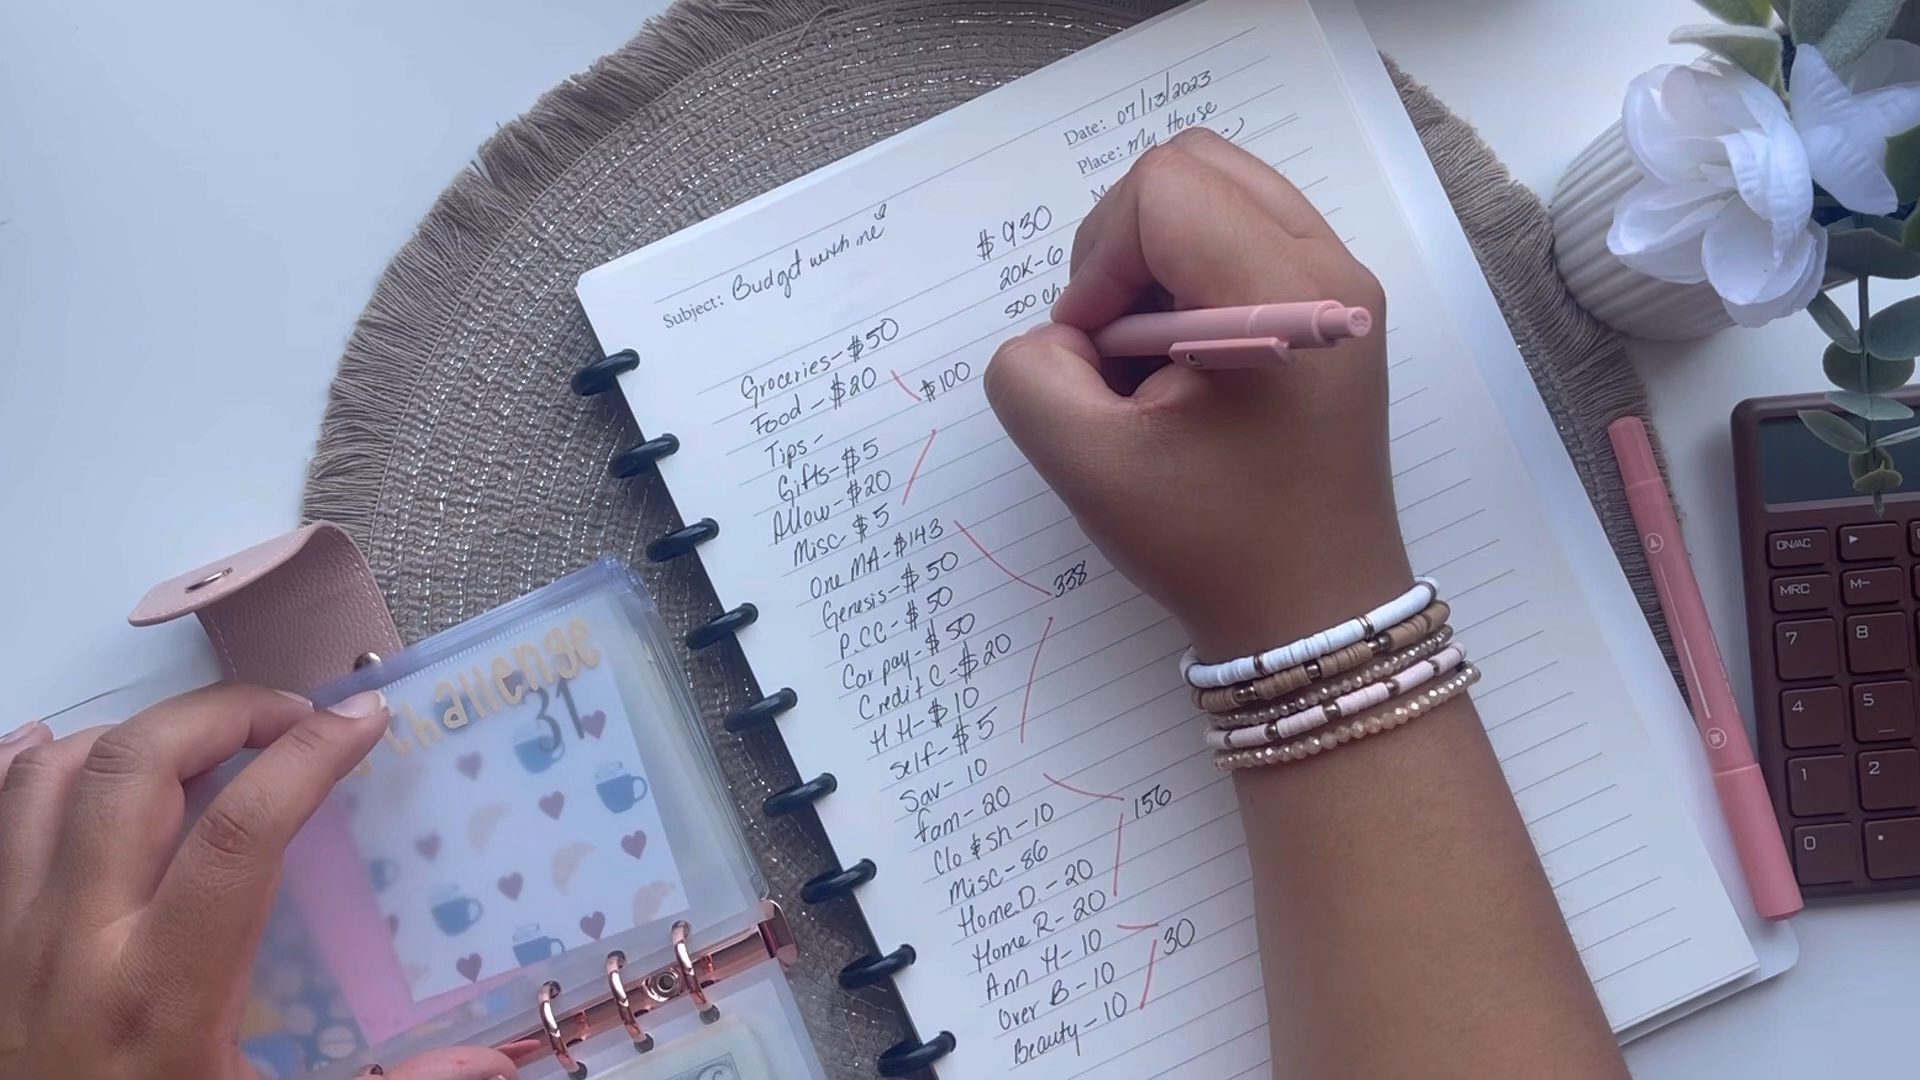 Date: 07/13/2023
Place: My House
Subject: Budget with me
$930
20K-6
500 Ch
Groceries-$50
Food-$20
$100
Tips-
Gifts-$5
Allow-$20
Misc $5
One MA-$143
Genesis-$50
338
P.CC-$50
Car pay-$50
Credit C-$20
HH-$10
Self-$5
Sav-10
fam-20
156
Clo $ sh-10
Misc-86
Home D.-20
Home R-20
Ann H-10
30
Over B-10
Beauty-10
Challenge
31
ON/AC
MRC M-
7 8
4 5
1 2
0 .